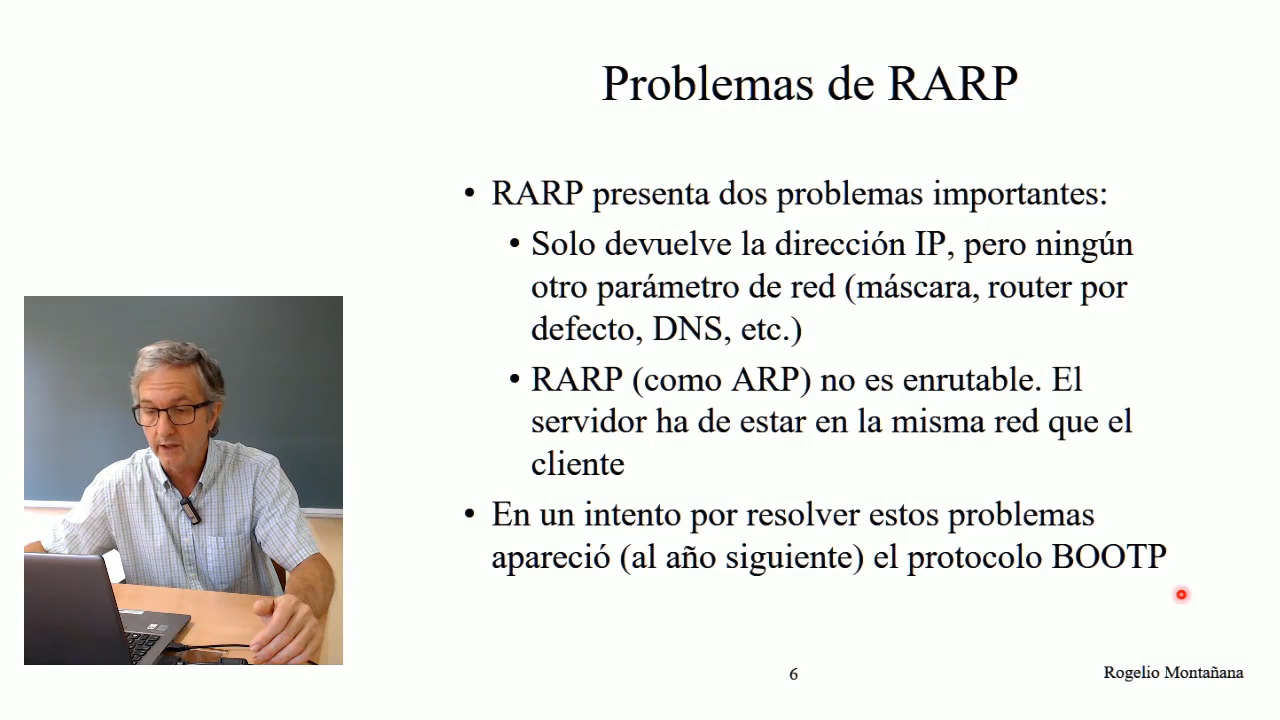 Problemas de RARP
• RARP presenta dos problemas importantes:
• Solo devuelve la dirección IP, pero ningún
otro parámetro de red (máscara, router por
defecto, DNS, etc.)
• RARP (como ARP) no es enrutable. El
servidor ha de estar en la misma red que el
cliente
• En un intento por resolver estos problemas
apareció (al año siguiente) el protocolo BOOTP
6
Rogelio Montañana